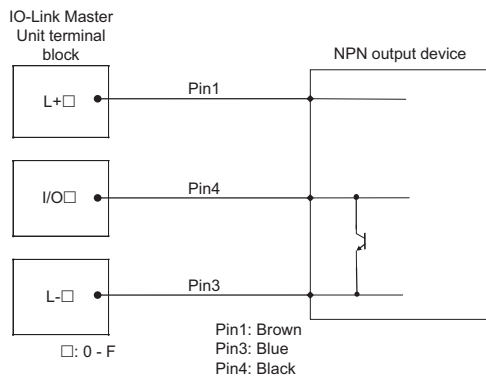 IO-Link Master
Unit terminal
block
NPN output device
L+□
Pin1
I/O□
Pin4
L-□
Pin3
□: 0 - F
Pin1: Brown
Pin3: Blue
Pin4: Black